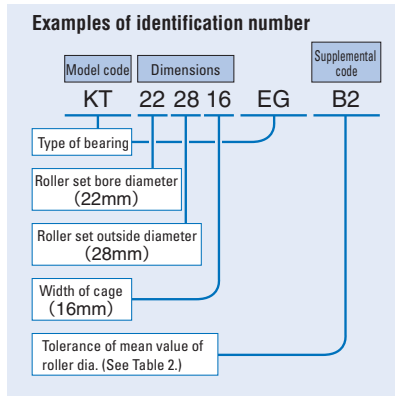 Examples of identification number
Supplemental
code
Model code Dimensions
KT 22 28 16 EG B2
Type of bearing
Roller set bore diameter
(22mm)
Roller set outside diameter
(28mm)
Width of cage
(16mm)
Tolerance of mean value of
roller dia. (See Table 2.)